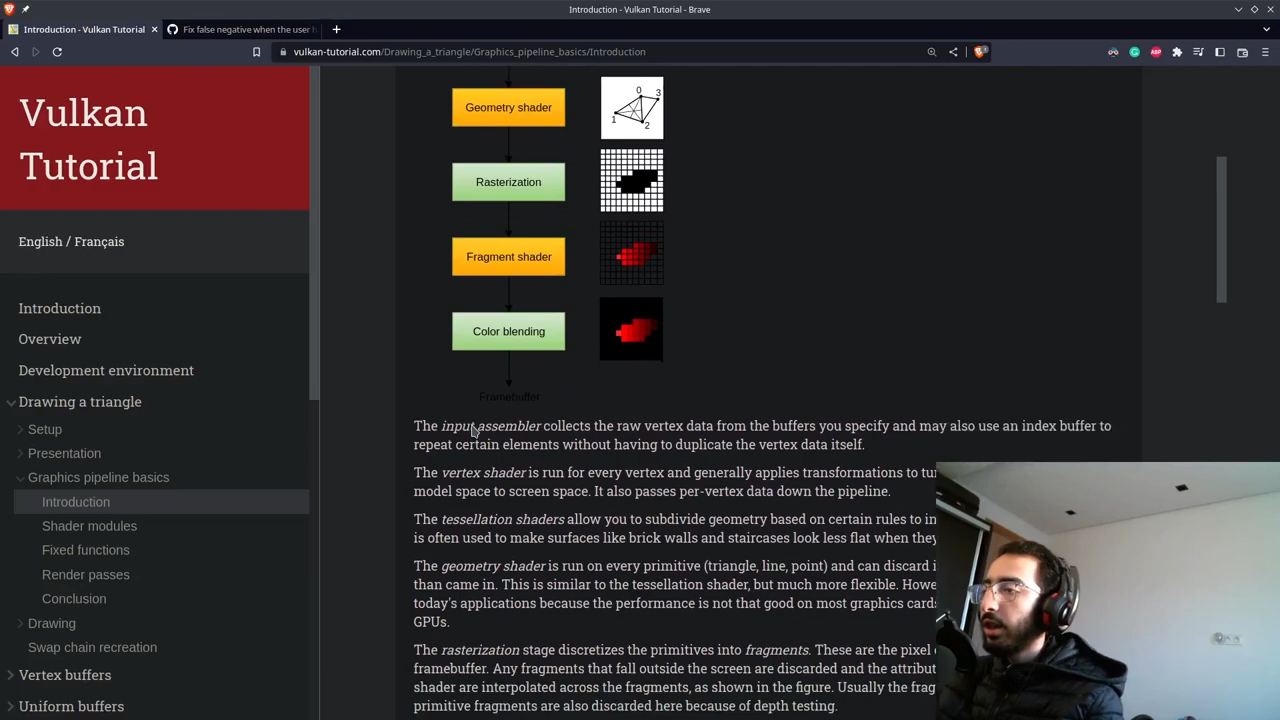 Introduction - Vulkan Tutorial - Brave
Introduction - Vulkan Tutorial
Fix false negative when the user h
vulkan-tutorial.com/Drawing_a_triangle/Graphics_pipeline_basics/Introduction
Vulkan
Tutorial
English / Français
Introduction
Overview
Development environment
Drawing a triangle
Setup
Presentation
Graphics pipeline basics
Introduction
Shader modules
Fixed functions
Render passes
Conclusion
Drawing
Swap chain recreation
Vertex buffers
Uniform buffers
Geometry shader
0
3
1
2
Rasterization
Fragment shader
Color blending
Framebuffer
The input assembler collects the raw vertex data from the buffers you specify and may also use an index buffer to
repeat certain elements without having to duplicate the vertex data itself.
The vertex shader is run for every vertex and generally applies transformations to tu
model space to screen space. It also passes per-vertex data down the pipeline.
The tessellation shaders allow you to subdivide geometry based on certain rules to in
is often used to make surfaces like brick walls and staircases look less flat when they
The geometry shader is run on every primitive (triangle, line, point) and can discard i
than came in. This is similar to the tessellation shader, but much more flexible. Howe
today's applications because the performance is not that good on most graphics cards
GPUs.
The rasterization stage discretizes the primitives into fragments. These are the pixel
framebuffer. Any fragments that fall outside the screen are discarded and the attribut
shader are interpolated across the fragments, as shown in the figure. Usually the frag
primitive fragments are also discarded here because of depth testing.